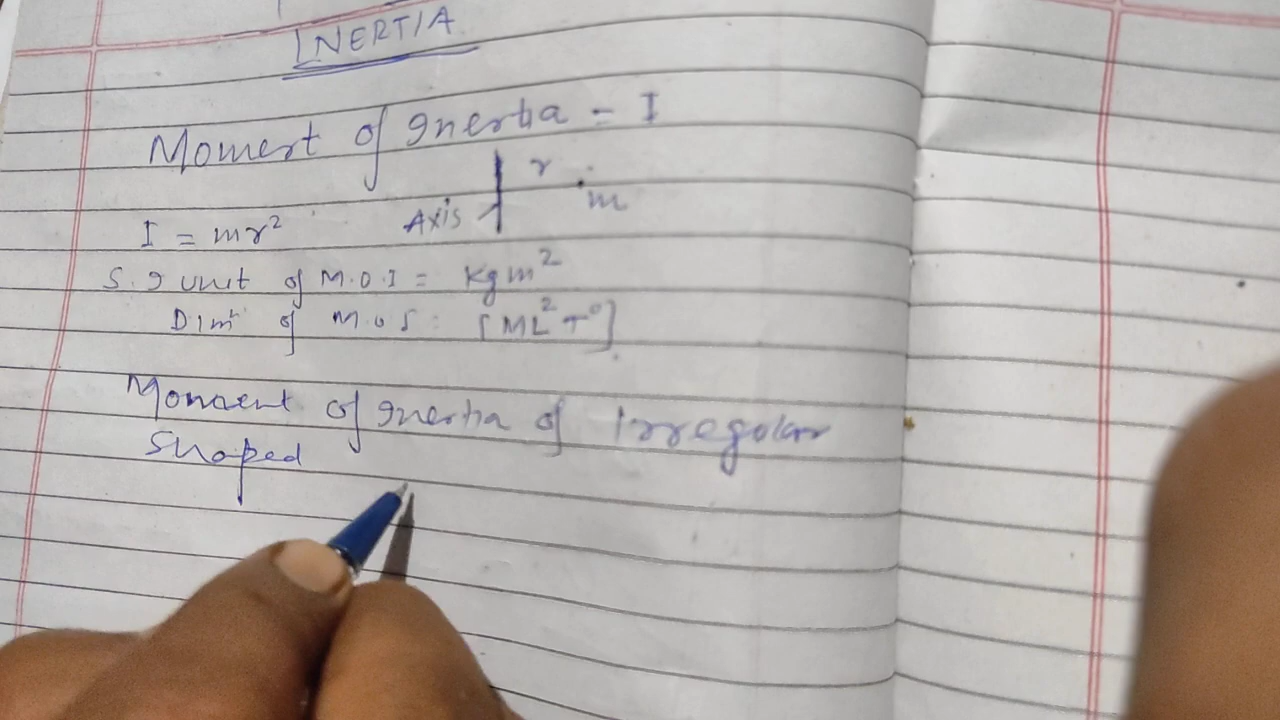 INERTIA
Moment of Inertia - I
r
m
Axis
I = mr²
S.I unit of M.O.I = Kgm²
Dimⁿ of M.O.I : [ML²T⁰]
Moment of Inertia of Irregular
Shaped